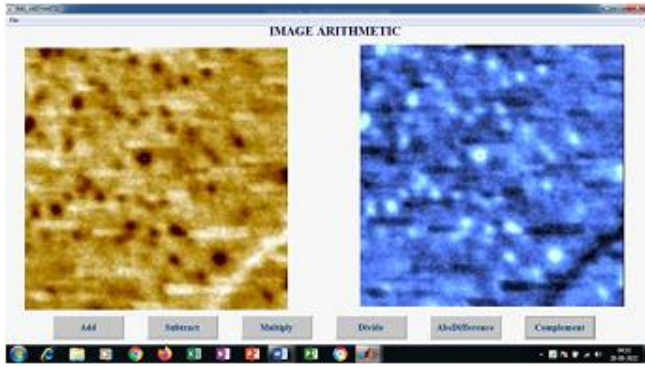 File
IMAGE ARITHMETIC
Add Subtract Multiply Divide AbsDifference Complement